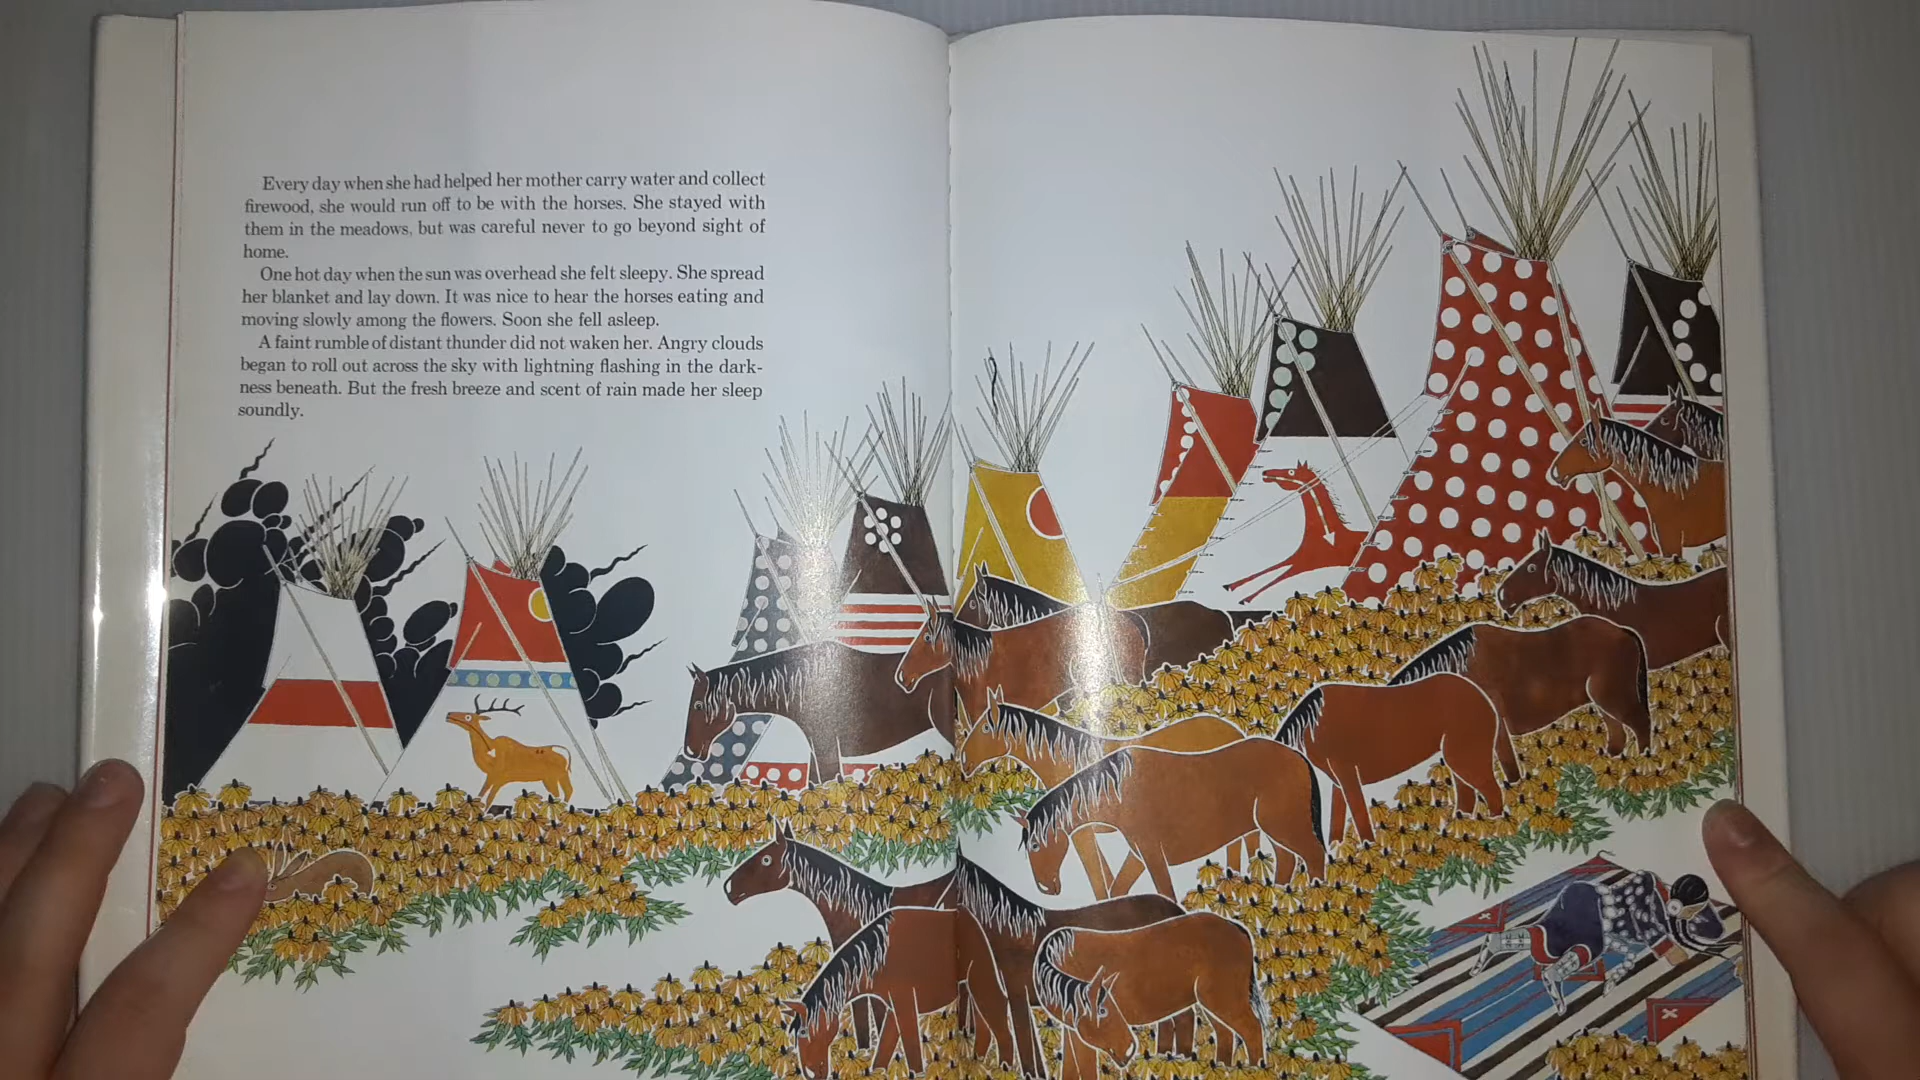 Every day when she had helped her mother carry water and collect
firewood, she would run off to be with the horses. She stayed with
them in the meadows, but was careful never to go beyond sight of
home.
One hot day when the sun was overhead she felt sleepy. She spread
her blanket and lay down. It was nice to hear the horses eating and
moving slowly among the flowers. Soon she fell asleep.
A faint rumble of distant thunder did not waken her. Angry clouds
began to roll out across the sky with lightning flashing in the dark-
ness beneath. But the fresh breeze and scent of rain made her sleep
soundly.